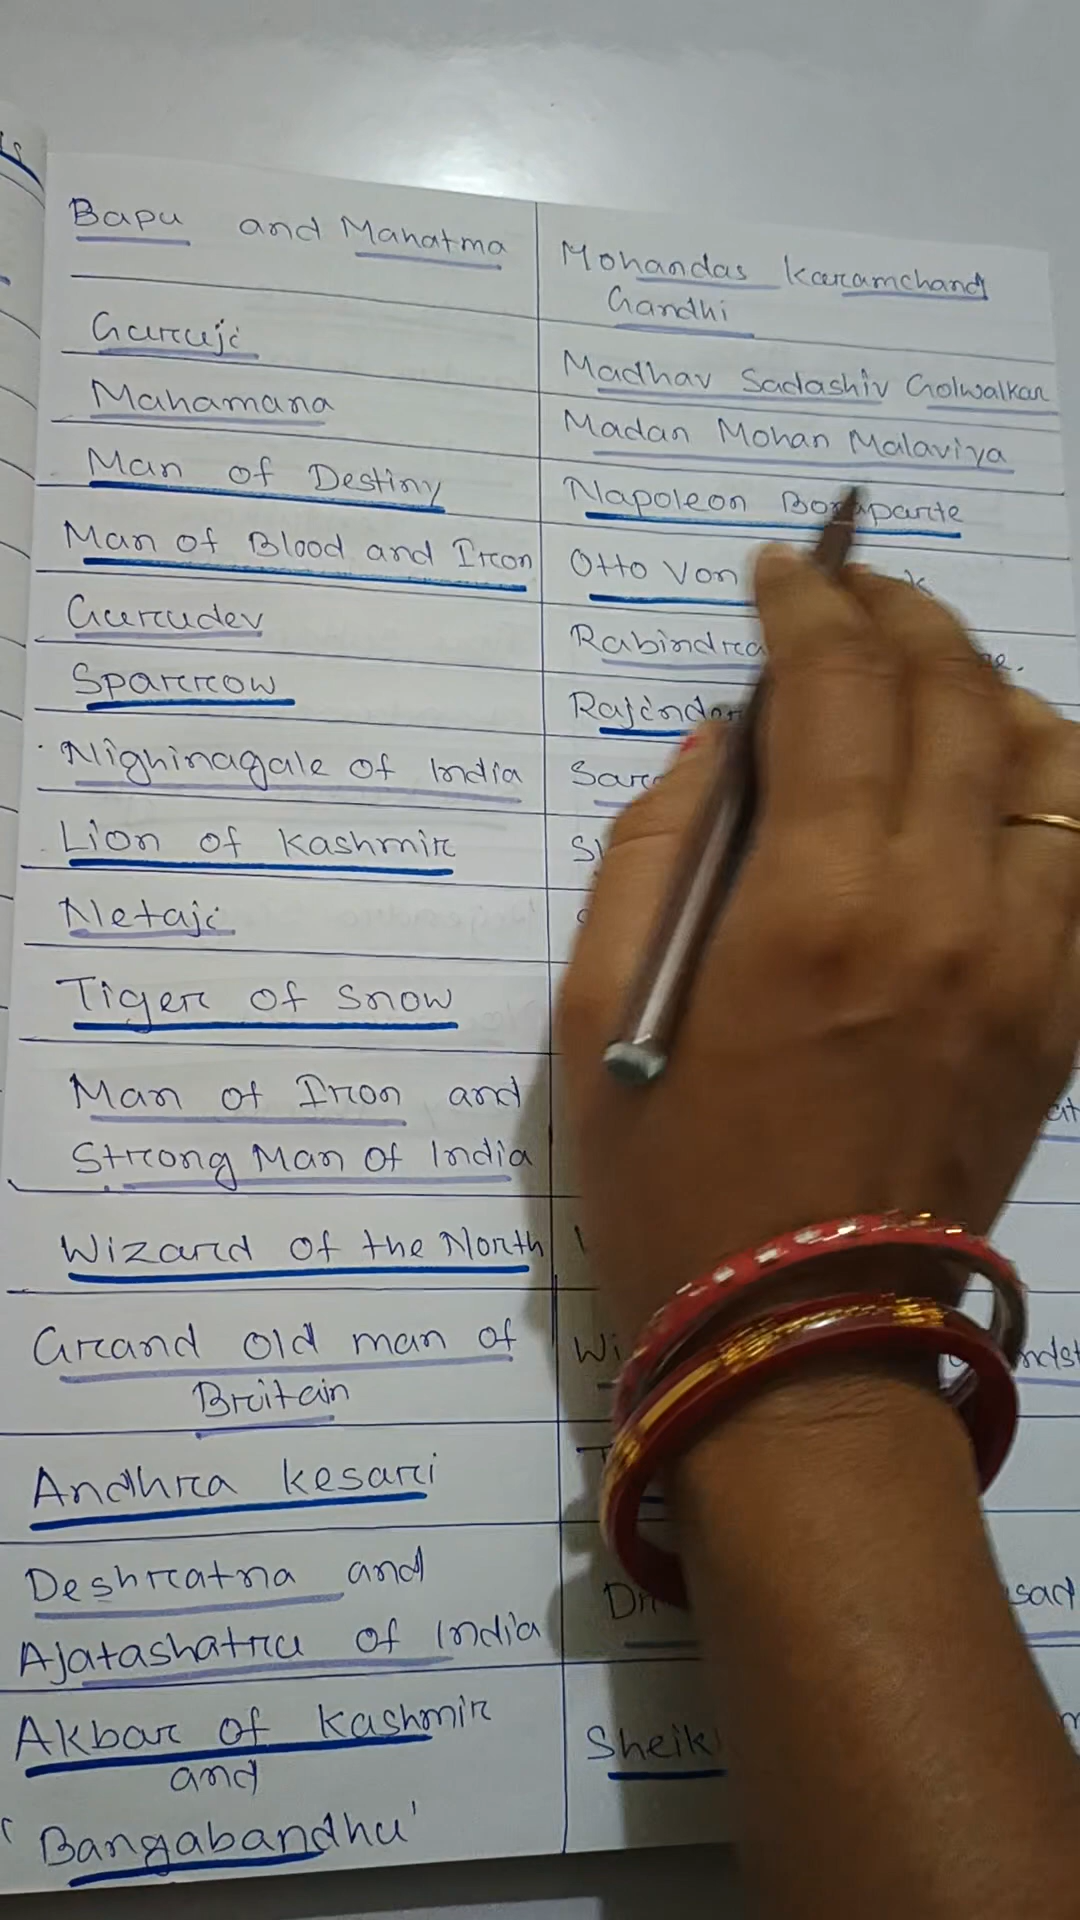 Bapu and Mahatma
Mohandas Karamchand
Gandhi
Guruji
Madhav Sadashiv Golwalkar
Mahamana
Madan Mohan Malaviya
Man of Destiny
Napoleon Bonaparte
Man of Blood and Iron
Otto Von
Gurudev
Rabindra
Sparrow
Rajinder
Nighinagale of India
Lion of Kashmir
Netaji
Tiger of Snow
Man of Iron and
Strong Man of India
Wizard of the North
Grand old man of
Britain
Andhra Kesari
Deshratna and
Ajatashatru of India
Akbar of Kashmir
and
Sheik
'Bangabandhu'